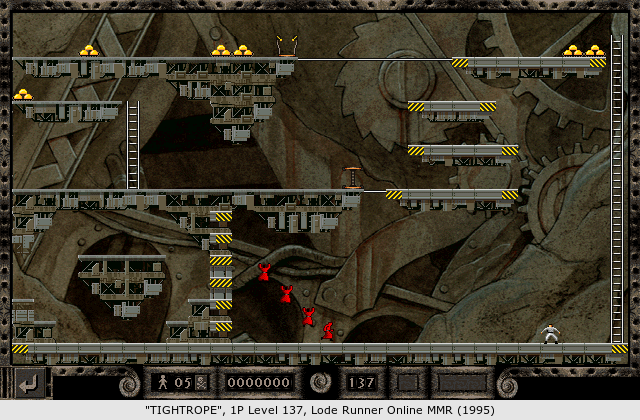 05 0000000 137
"TIGHTROPE", 1P Level 137, Lode Runner Online MMR (1995)